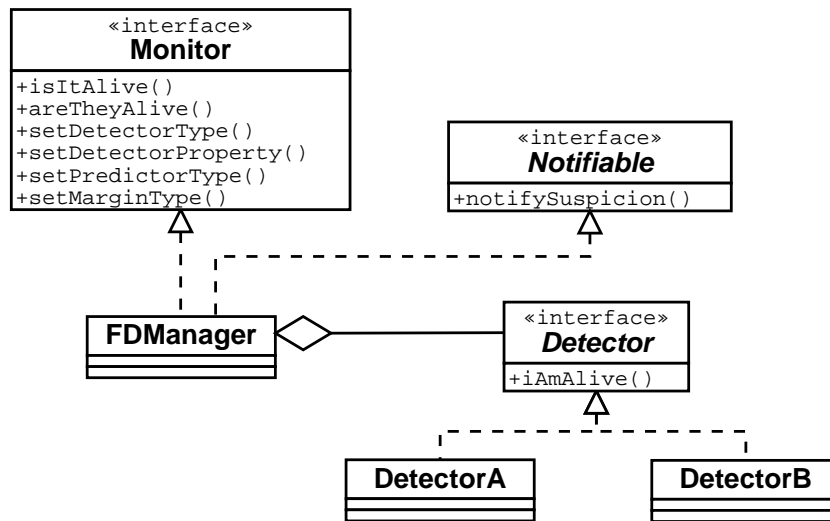 «interface»
Monitor
+isItAlive()
+areTheyAlive()
+setDetectorType()
+setDetectorProperty()
+setPredictorType()
+setMarginType()
«interface»
Notifiable
+notifySuspicion()
FDManager
«interface»
Detector
+iAmAlive()
DetectorA
DetectorB